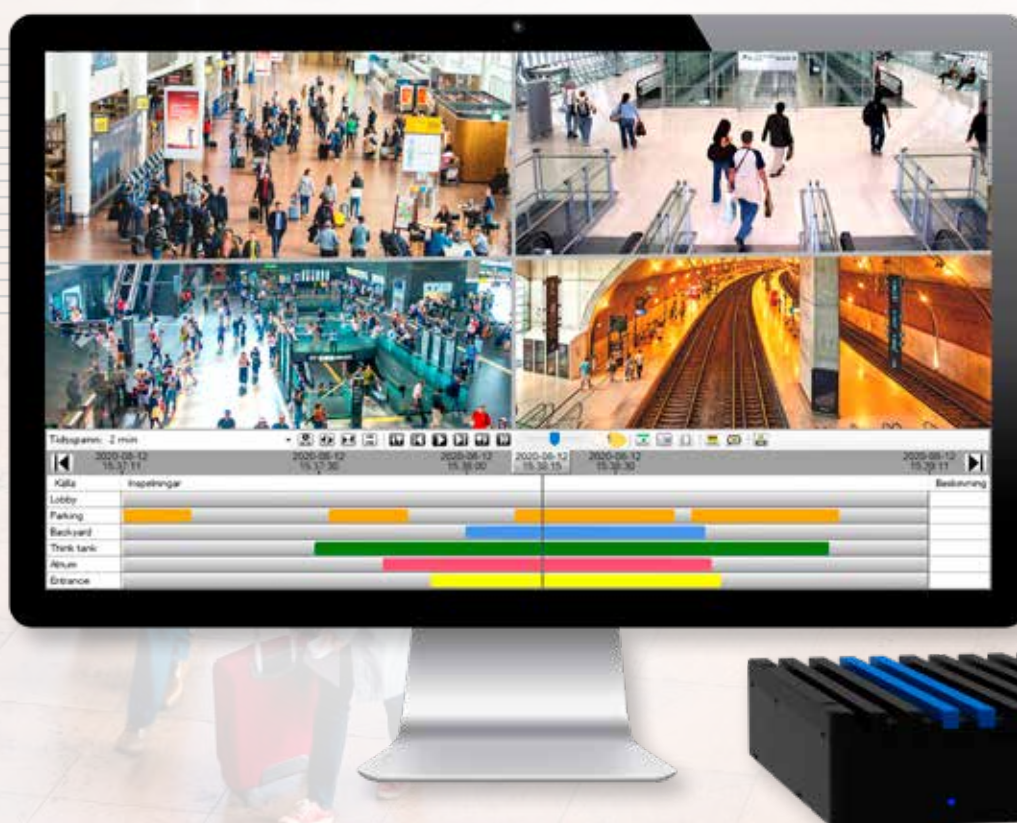 Tidsspann: 2 min
2020-08-12 2020-08-12 2020-08-12 2020-08-12 2020-08-12 2020-08-12
15.37:11 15.37:30 15.38:00 15.38:15 15.38:30 15.39:11
Källa Inspelningar Beskrivning
Lobby
Parking
Backyard
Think tank
Atrium
Entrance